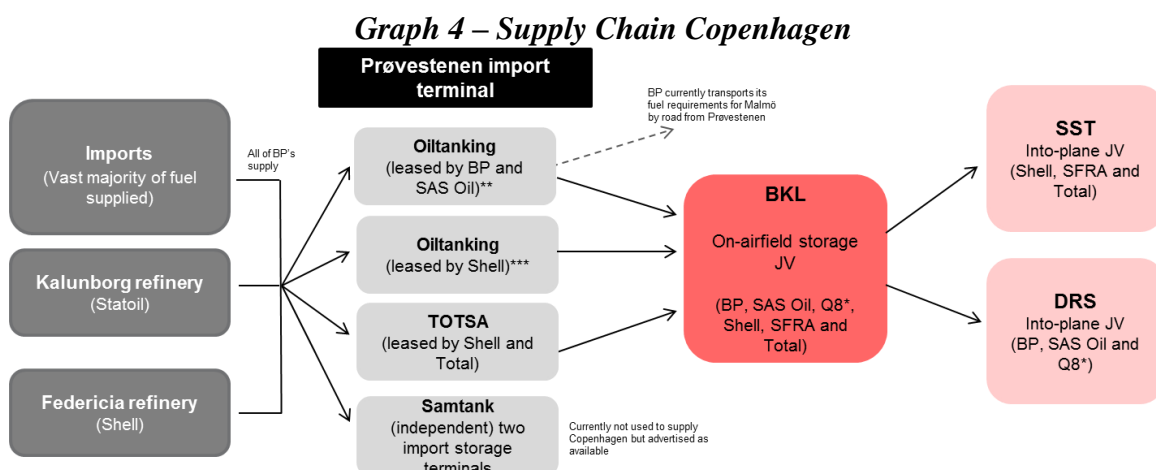 Graph 4 – Supply Chain Copenhagen
Prøvestenen import
terminal
Imports
(Vast majority of fuel
supplied)
Kalunborg refinery
(Statoil)
Federicia refinery
(Shell)
All of BP's
supply
Oiltanking
(leased by BP and
SAS Oil)**
Oiltanking
(leased by Shell)***
TOTSA
(leased by Shell and
Total)
Samtank
(independent) two
import storage
terminals
BP currently transports its
fuel requirements for Malmö
by road from Prøvestenen
Currently not used to supply
Copenhagen but advertised as
available
BKL
On-airfield storage
JV
(BP, SAS Oil, Q8*,
Shell, SFRA and
Total)
SST
Into-plane JV
(Shell, SFRA and
Total)
DRS
Into-plane JV
(BP, SAS Oil and
Q8*)